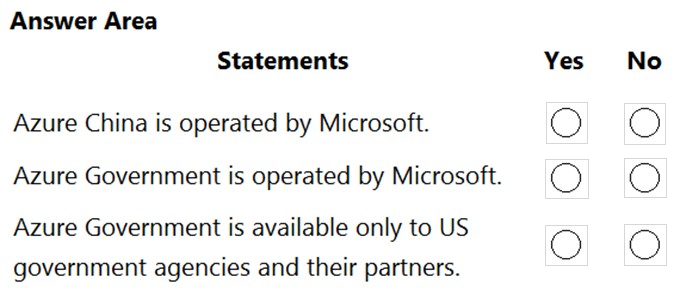 Answer Area
Statements Yes No
Azure China is operated by Microsoft.
Azure Government is operated by Microsoft.
Azure Government is available only to US
government agencies and their partners.